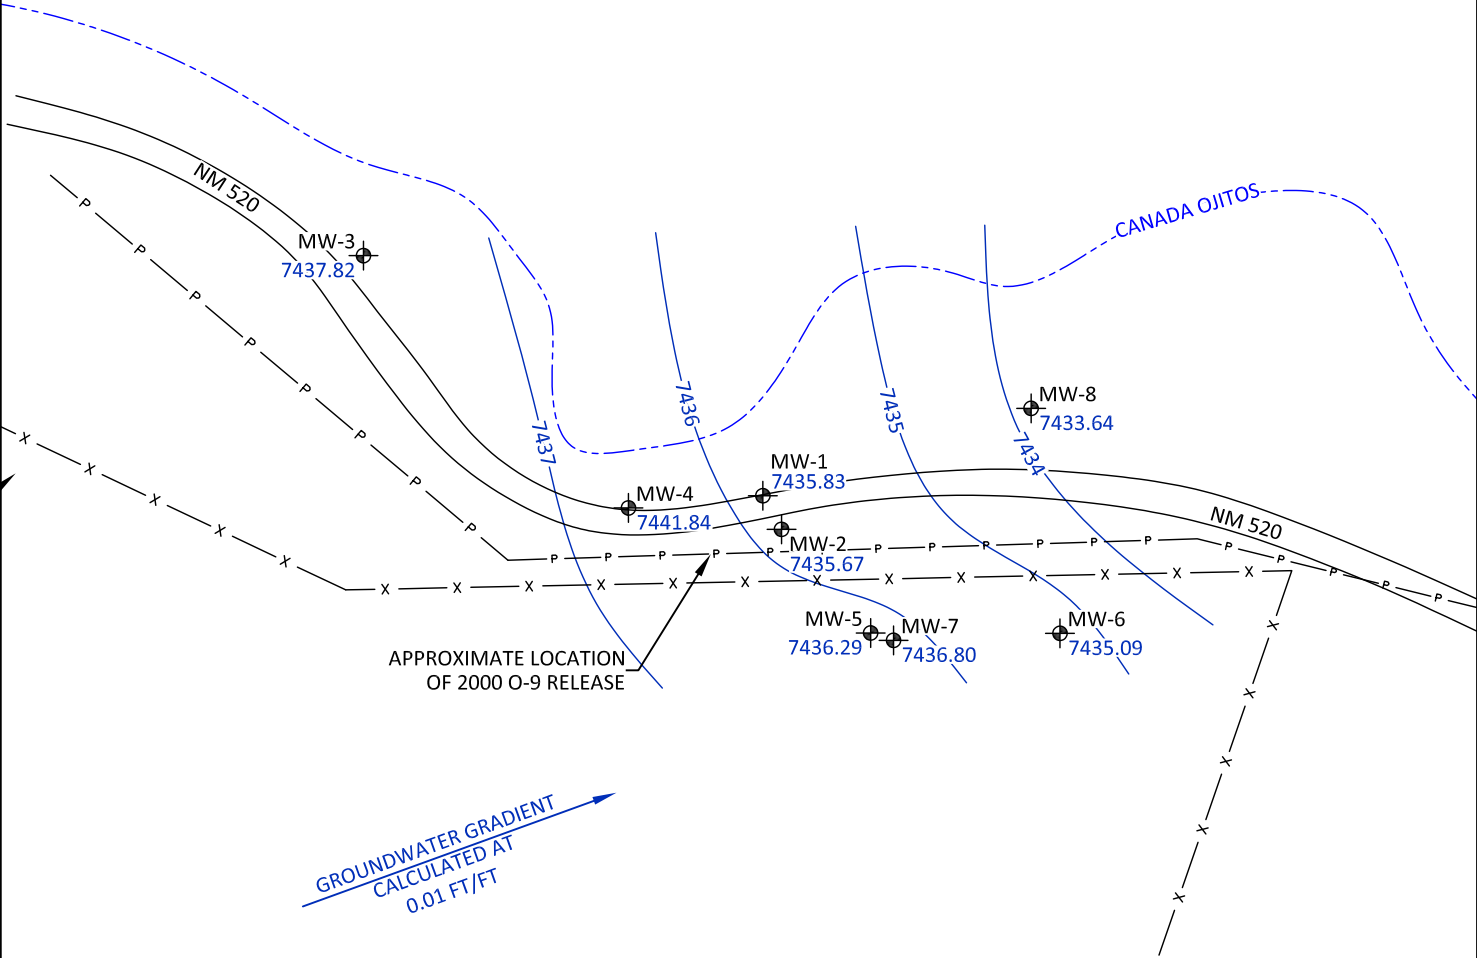 CANADA OJITOS
NM 520
MW-3
7437.82
7437
7436
7435
7434
MW-8
7433.64
MW-1
7435.83
MW-4
7441.84
MW-2
7435.67
NM 520
MW-5
7436.29
MW-7
7436.80
MW-6
7435.09
APPROXIMATE LOCATION
OF 2000 O-9 RELEASE
GROUNDWATER GRADIENT
CALCULATED AT
0.01 FT/FT
P P P P P P P P
P P P P P P P P P P P P
P P P P P
X X X X X
X X X X X X X X X X X X X
X X X X X